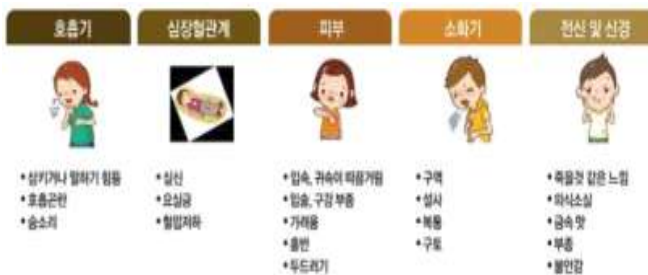 호흡기
심장혈관계
피부
소화기
전신 및 신경
• 삼키거나 말하기 힘듦
• 호흡곤란
• 숨소리
• 실신
• 요실금
• 혈압저하
• 입속, 귀속이 따끔거림
• 입술, 구강 부종
• 가려움
• 홍반
• 두드러기
• 구역
• 설사
• 복통
• 구토
• 죽을것 같은 느낌
• 의식소실
• 금속 맛
• 부종
• 불안감